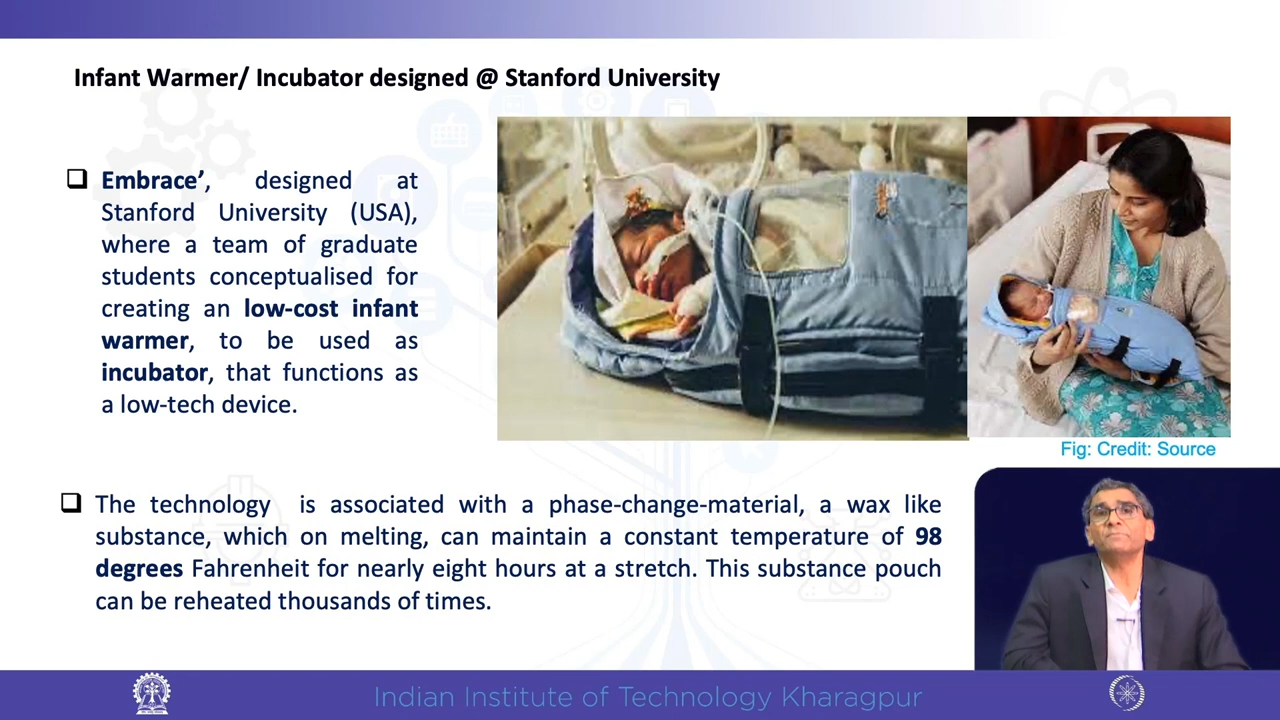 Infant Warmer/ Incubator designed @ Stanford University
❑ Embrace’, designed at
Stanford University (USA),
where a team of graduate
students conceptualised for
creating an low-cost infant
warmer, to be used as
incubator, that functions as
a low-tech device.
Fig: Credit: Source
❑ The technology is associated with a phase-change-material, a wax like
substance, which on melting, can maintain a constant temperature of 98
degrees Fahrenheit for nearly eight hours at a stretch. This substance pouch
can be reheated thousands of times.
Indian Institute of Technology Kharagpur